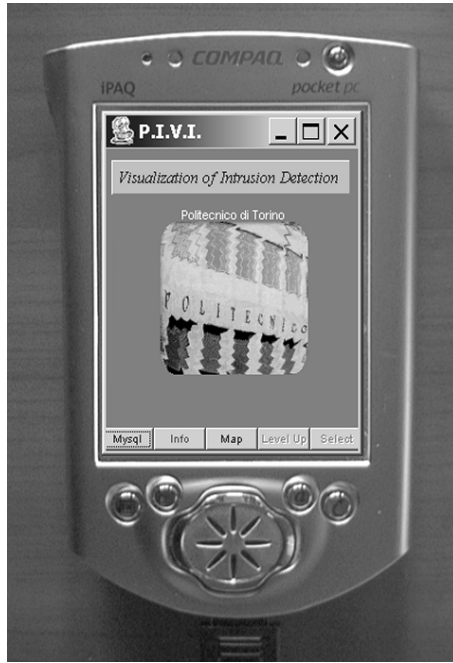 COMPAQ
iPAQ
pocket pc
P.I.V.I.
Visualization of Intrusion Detection
Politecnico di Torino
POLITECNICO
Mysql Info Map Level Up Select